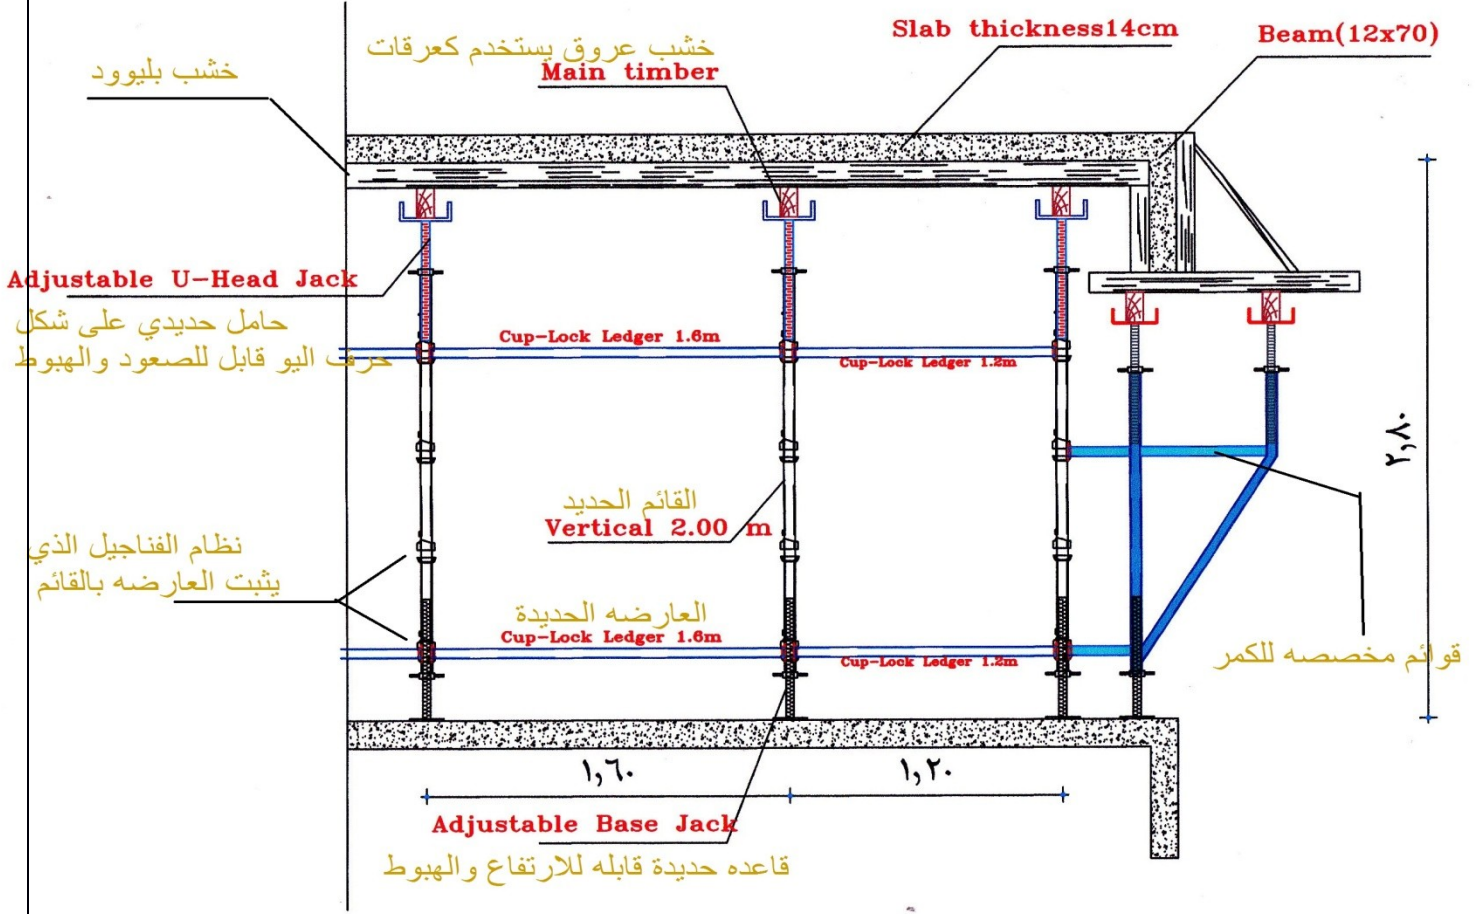 خشب عروق يستخدم كعرقات
Main timber
Slab thickness14cm
Beam(12x70)
خشب بليوود
Adjustable U-Head Jack
حامل حديدي على شكل
حرف اليو قابل للصعود والهبوط
Cup-Lock Ledger 1.6m
Cup-Lock Ledger 1.2m
٢,٨٠
القائم الحديد
Vertical 2.00 m
نظام الفناجيل الذي
يثبت العارضه بالقائم
العارضه الحديدة
Cup-Lock Ledger 1.6m
Cup-Lock Ledger 1.2m
قوائم مخصصه للكمر
١,٦٠
١,٢٠
Adjustable Base Jack
قاعده حديدة قابله للارتفاع والهبوط